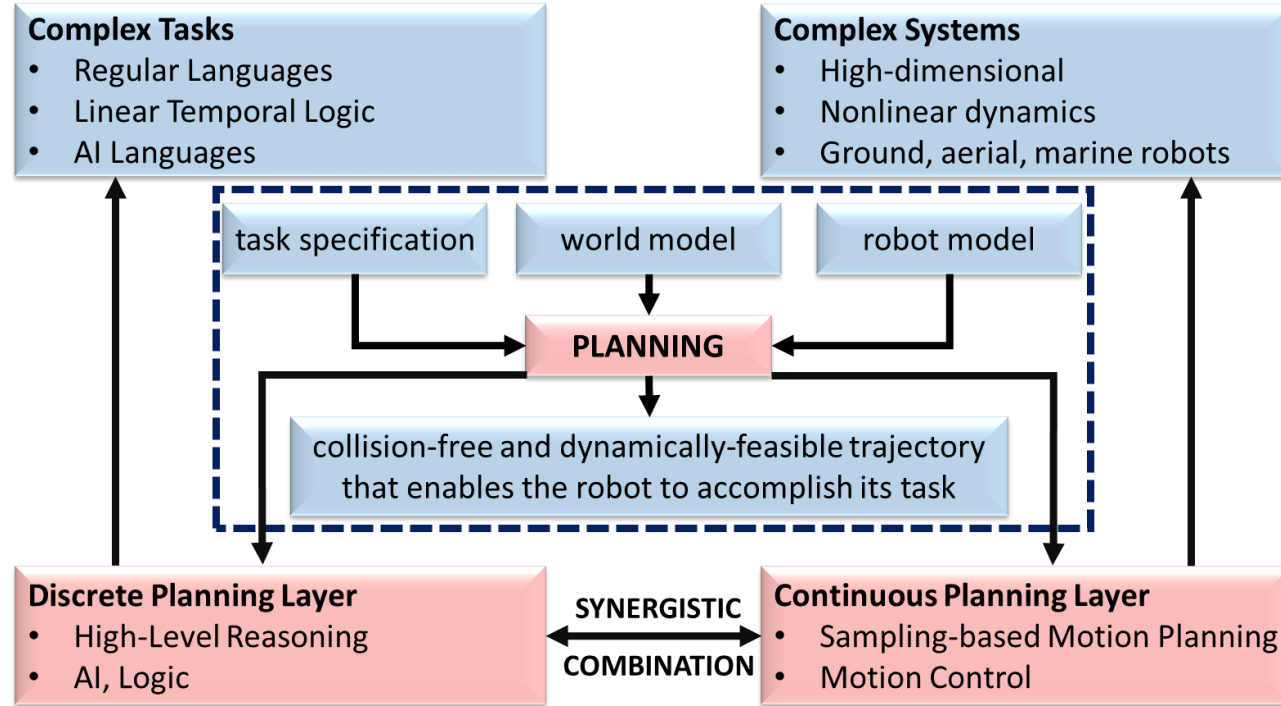 Complex Tasks
• Regular Languages
• Linear Temporal Logic
• AI Languages
Complex Systems
• High-dimensional
• Nonlinear dynamics
• Ground, aerial, marine robots
task specification
world model
robot model
PLANNING
collision-free and dynamically-feasible trajectory
that enables the robot to accomplish its task
Discrete Planning Layer
• High-Level Reasoning
• AI, Logic
SYNERGISTIC
COMBINATION
Continuous Planning Layer
• Sampling-based Motion Planning
• Motion Control